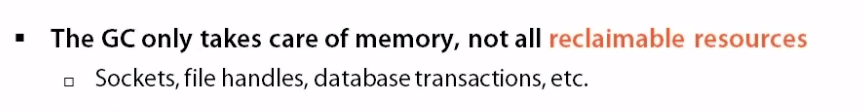 ▪ The GC only takes care of memory, not all reclaimable resources
▫ Sockets, file handles, database transactions, etc.